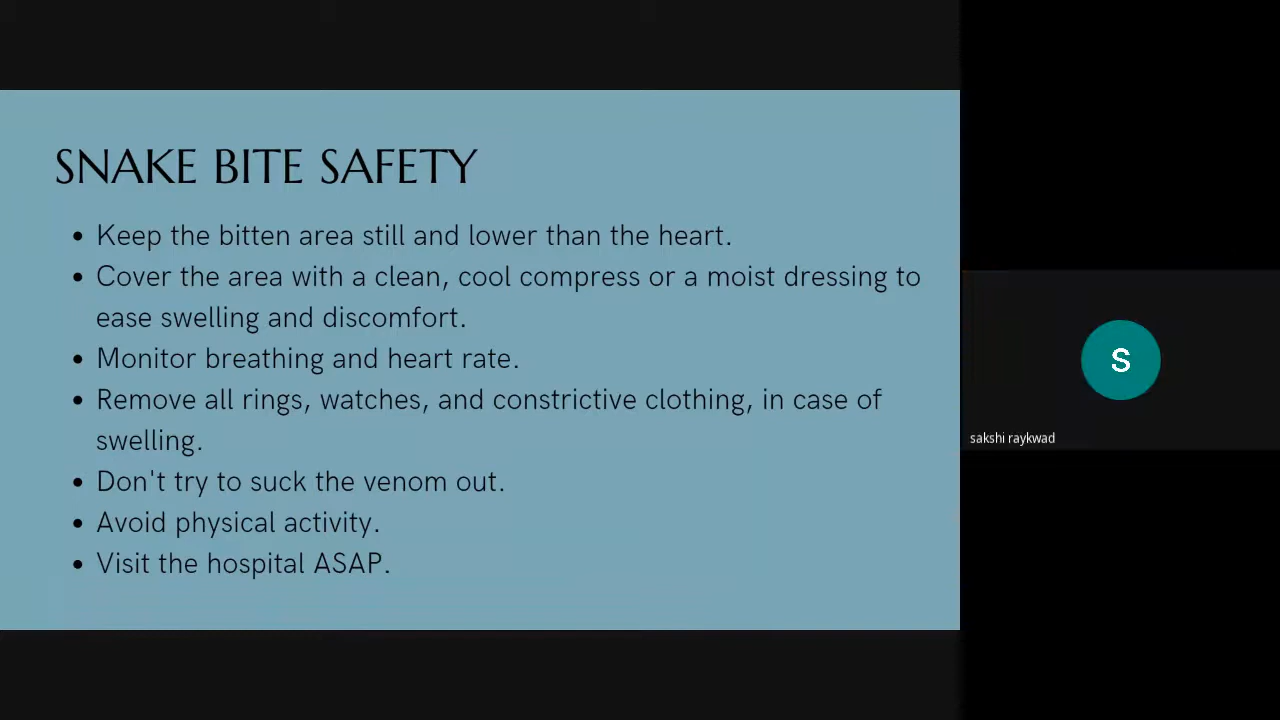 SNAKE BITE SAFETY
• Keep the bitten area still and lower than the heart.
• Cover the area with a clean, cool compress or a moist dressing to
ease swelling and discomfort.
• Monitor breathing and heart rate.
• Remove all rings, watches, and constrictive clothing, in case of
swelling.
• Don't try to suck the venom out.
• Avoid physical activity.
• Visit the hospital ASAP.
S
sakshi raykwad